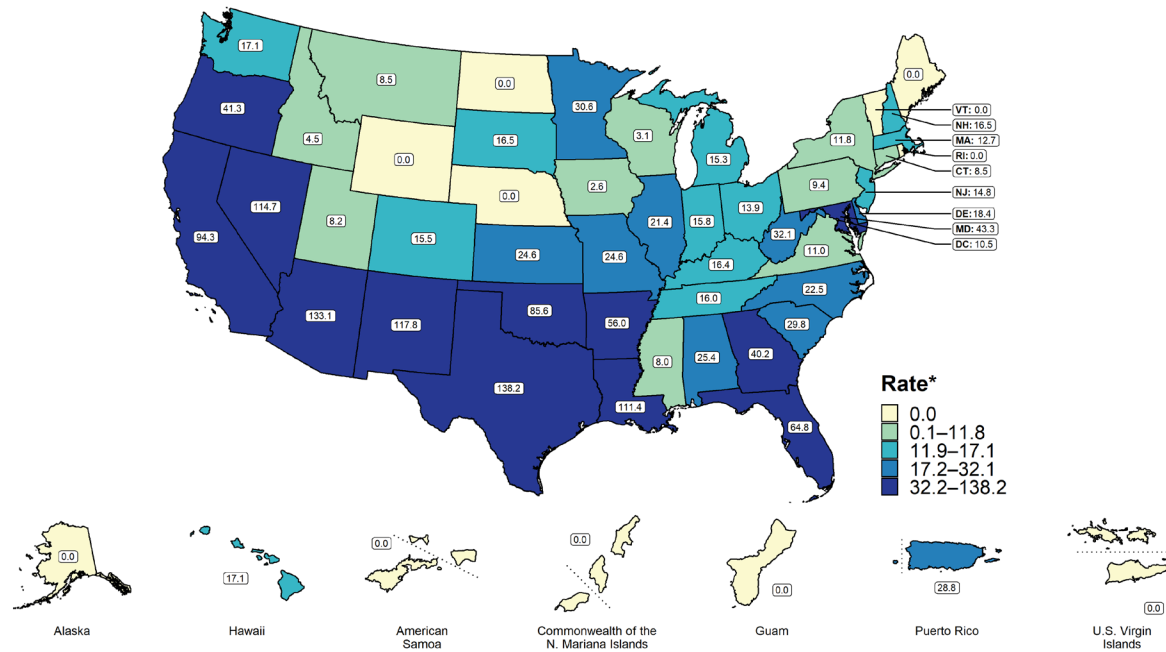 17.1
8.5
0.0
30.6
0.0
41.3
4.5
0.0
16.5
3.1
15.3
11.8
VT: 0.0
NH: 16.5
MA: 12.7
RI: 0.0
CT: 8.5
NJ: 14.8
DE: 18.4
MD: 43.3
DC: 10.5
94.3
114.7
8.2
15.5
0.0
2.6
21.4
15.8
13.9
9.4
32.1
11.0
24.6
24.6
16.4
16.0
22.5
133.1
117.8
85.6
56.0
8.0
25.4
40.2
29.8
138.2
111.4
64.8
Rate*
0.0
0.1–11.8
11.9–17.1
17.2–32.1
32.2–138.2
0.0
17.1
0.0
0.0
0.0
28.8
0.0
Alaska
Hawaii
American
Samoa
Commonwealth of the
N. Mariana Islands
Guam
Puerto Rico
U.S. Virgin
Islands